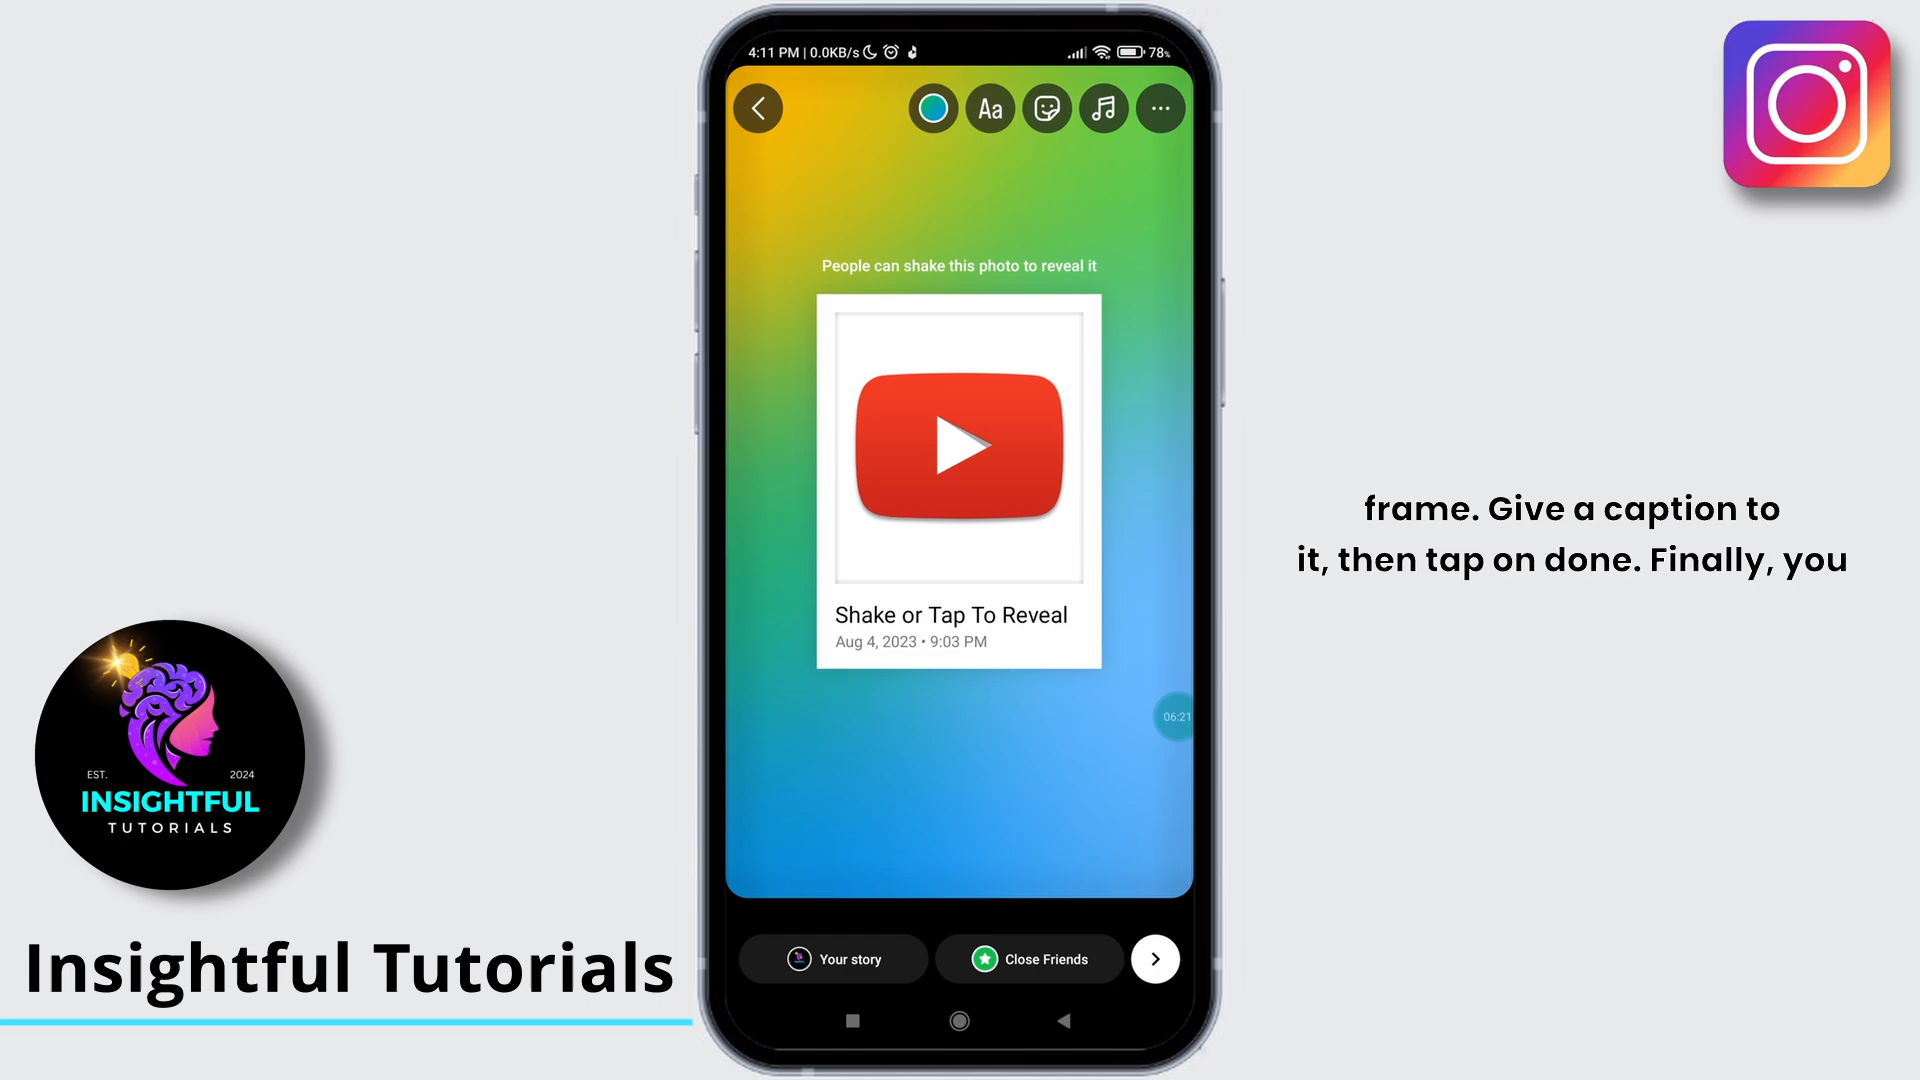 4:11 PM | 0.0KB/s
78%
Aa
People can shake this photo to reveal it
Shake or Tap To Reveal
Aug 4, 2023 • 9:03 PM
06:21
Your story
Close Friends
frame. Give a caption to
it, then tap on done. Finally, you
EST. 2024
INSIGHTFUL
TUTORIALS
Insightful Tutorials